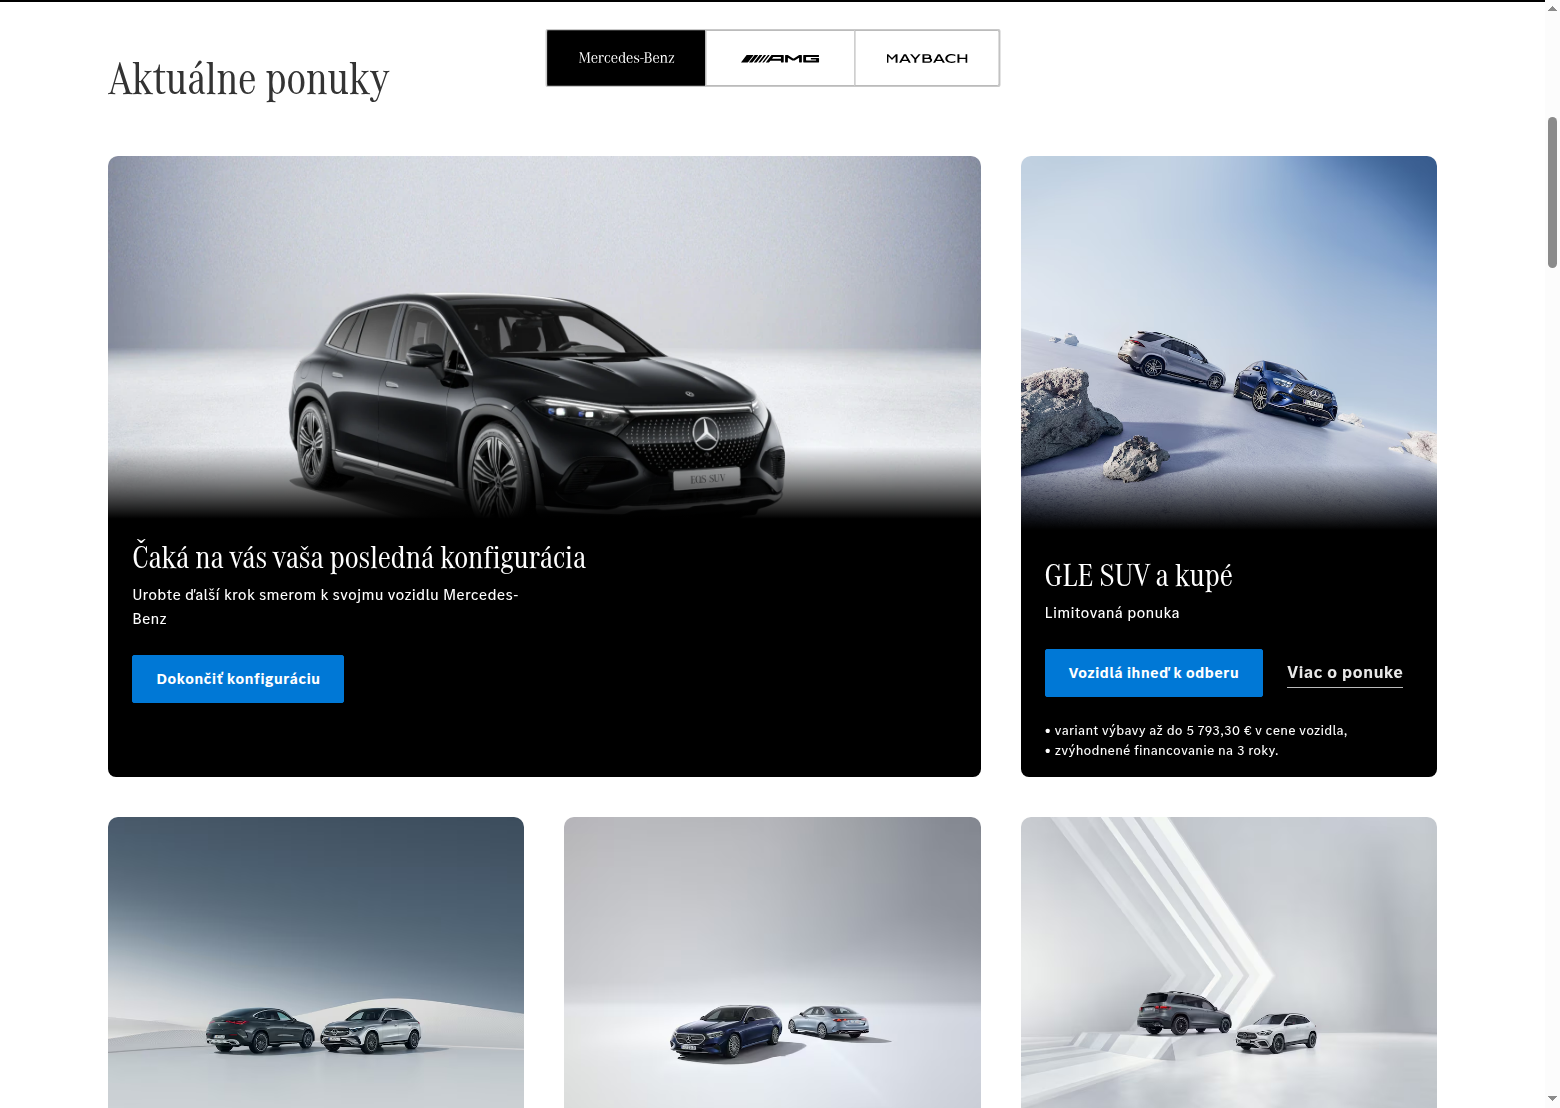 Aktuálne ponuky
Mercedes-Benz
AMG
MAYBACH
EQS SUV
Čaká na vás vaša posledná konfigurácia
Urobte ďalší krok smerom k svojmu vozidlu Mercedes-
Benz
Dokončiť konfiguráciu
GLE SUV a kupé
Limitovaná ponuka
Vozidlá ihneď k odberu
Viac o ponuke
• variant výbavy až do 5 793,30 € v cene vozidla,
• zvýhodnené financovanie na 3 roky.